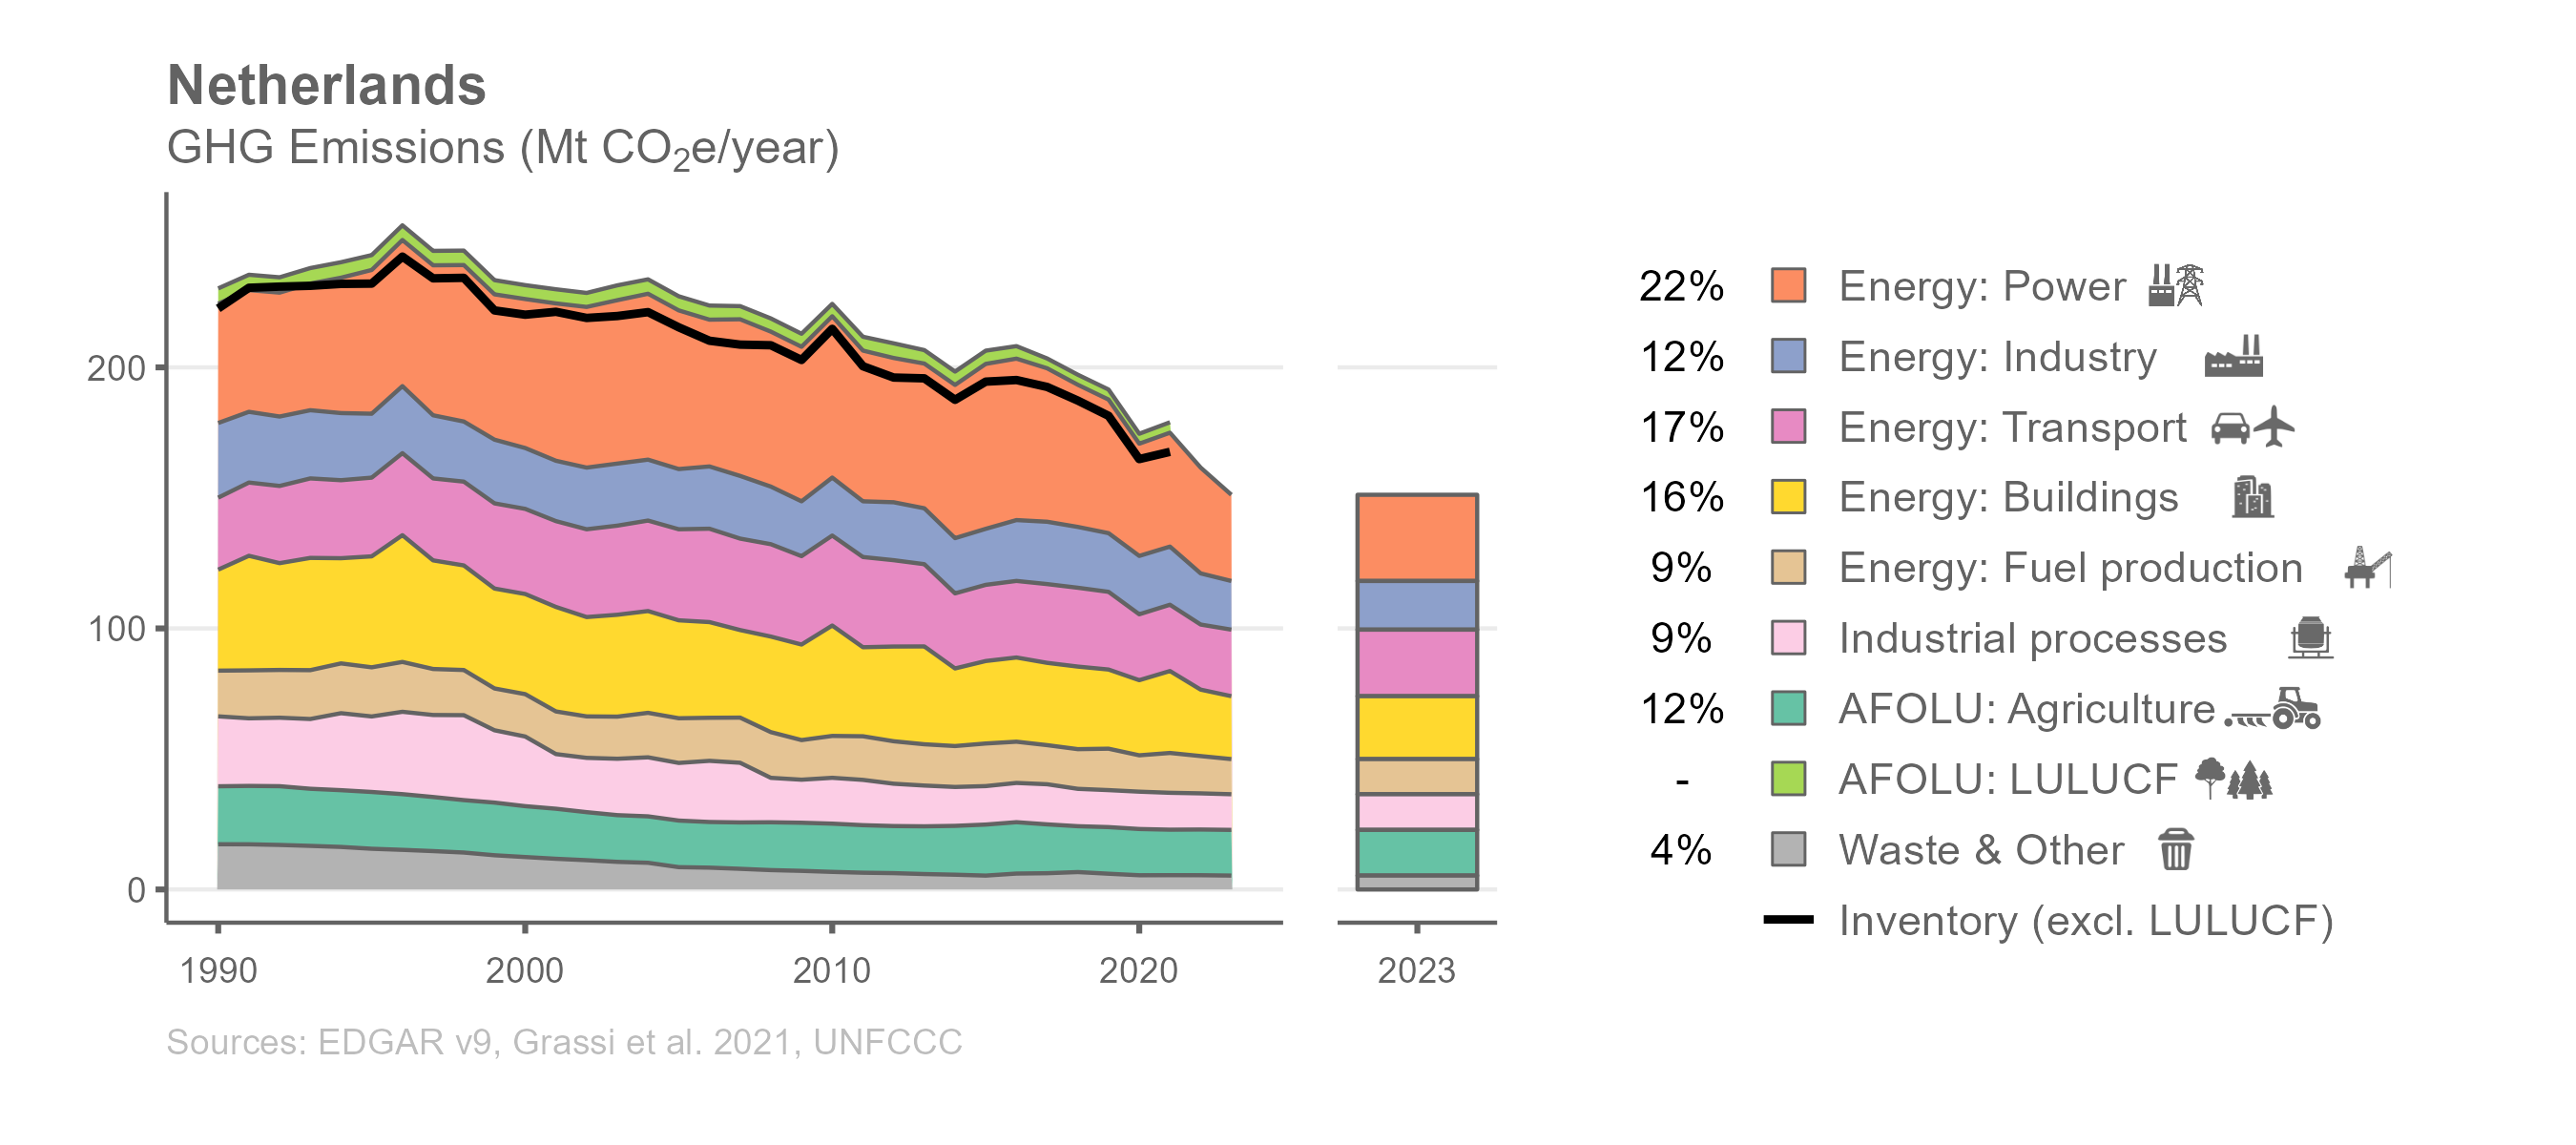 Netherlands
GHG Emissions (Mt CO₂e/year)
200
100
0
1990 2000 2010 2020 2023
22% Energy: Power
12% Energy: Industry
17% Energy: Transport
16% Energy: Buildings
9% Energy: Fuel production
9% Industrial processes
12% AFOLU: Agriculture
- AFOLU: LULUCF
4% Waste & Other
Inventory (excl. LULUCF)
Sources: EDGAR v9, Grassi et al. 2021, UNFCCC